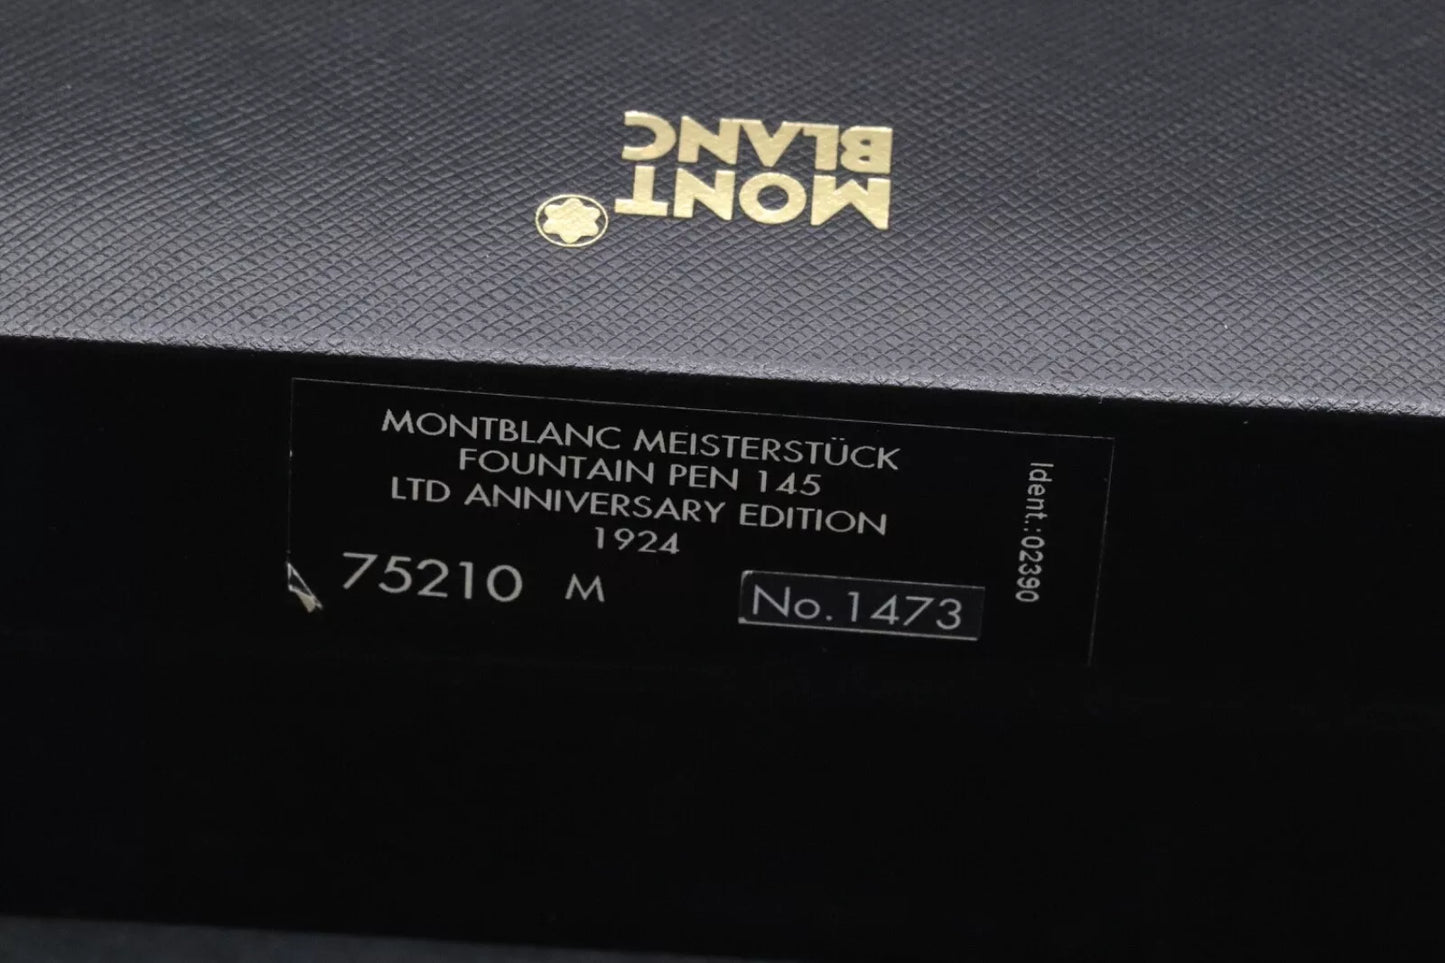 MONT
BLANC
MONTBLANC MEISTERSTÜCK
FOUNTAIN PEN 145
LTD ANNIVERSARY EDITION
1924
75210 M
No.1473
Ident.:02390